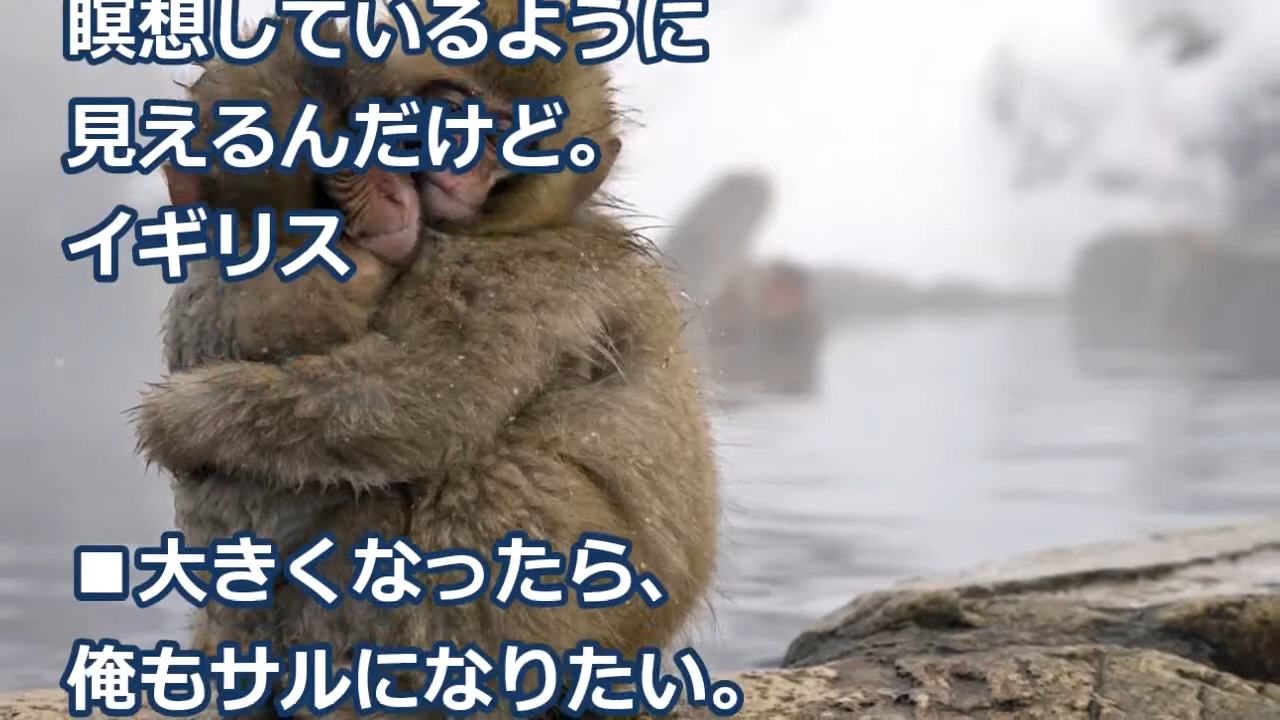 瞑想しているように
見えるんだけど。
イギリス
■大きくなったら、
俺もサルになりたい。